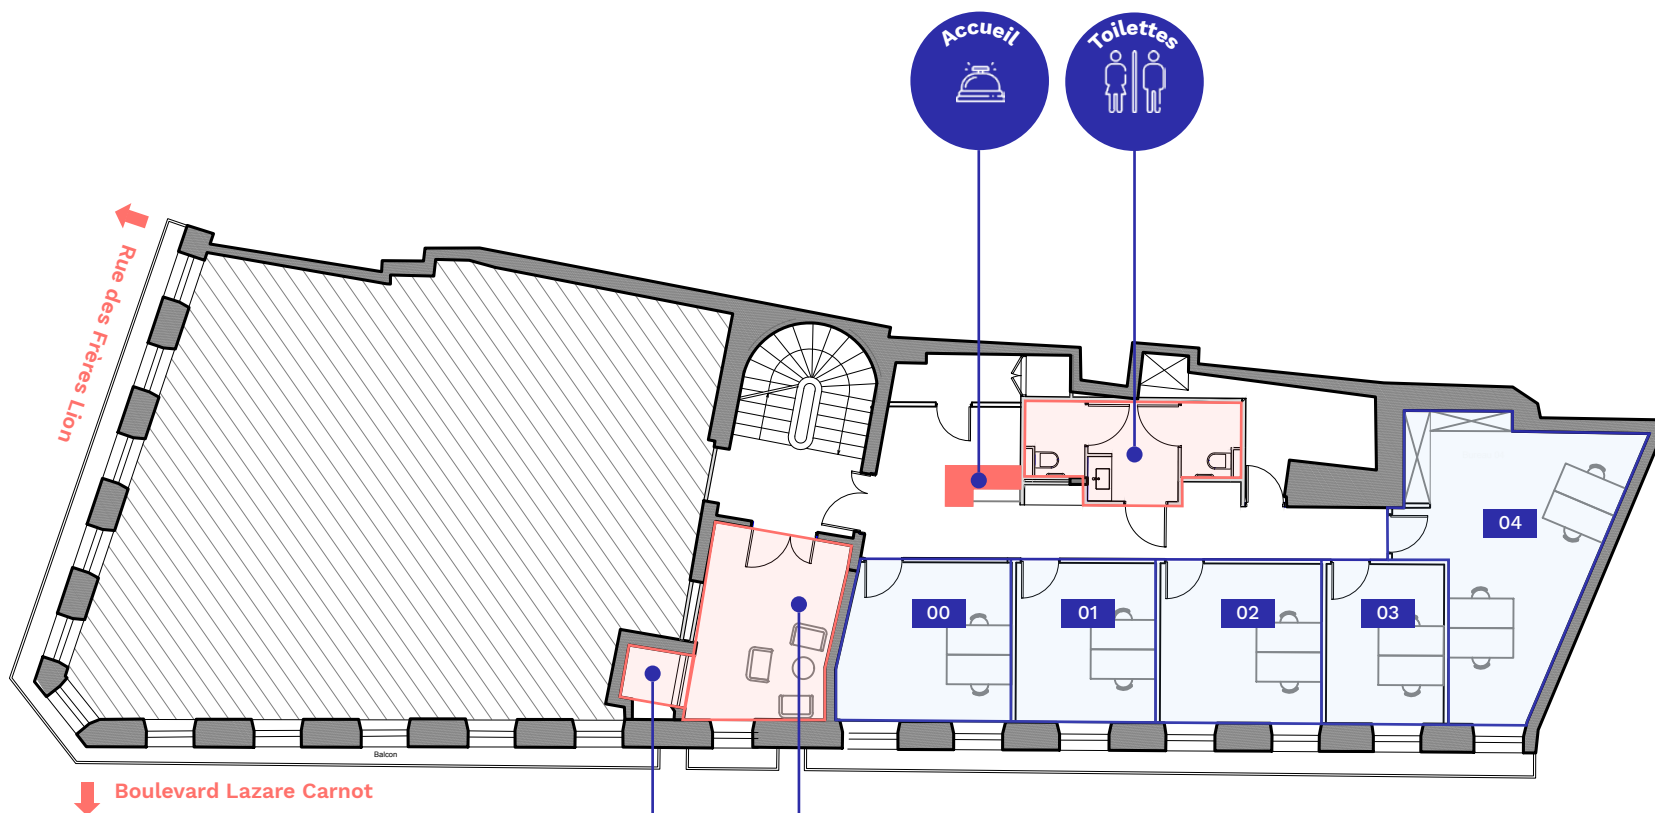 Accueil
Toilettes
Rue des Frères Lion
04
00
01
02
03
Balcon
Boulevard Lazare Carnot